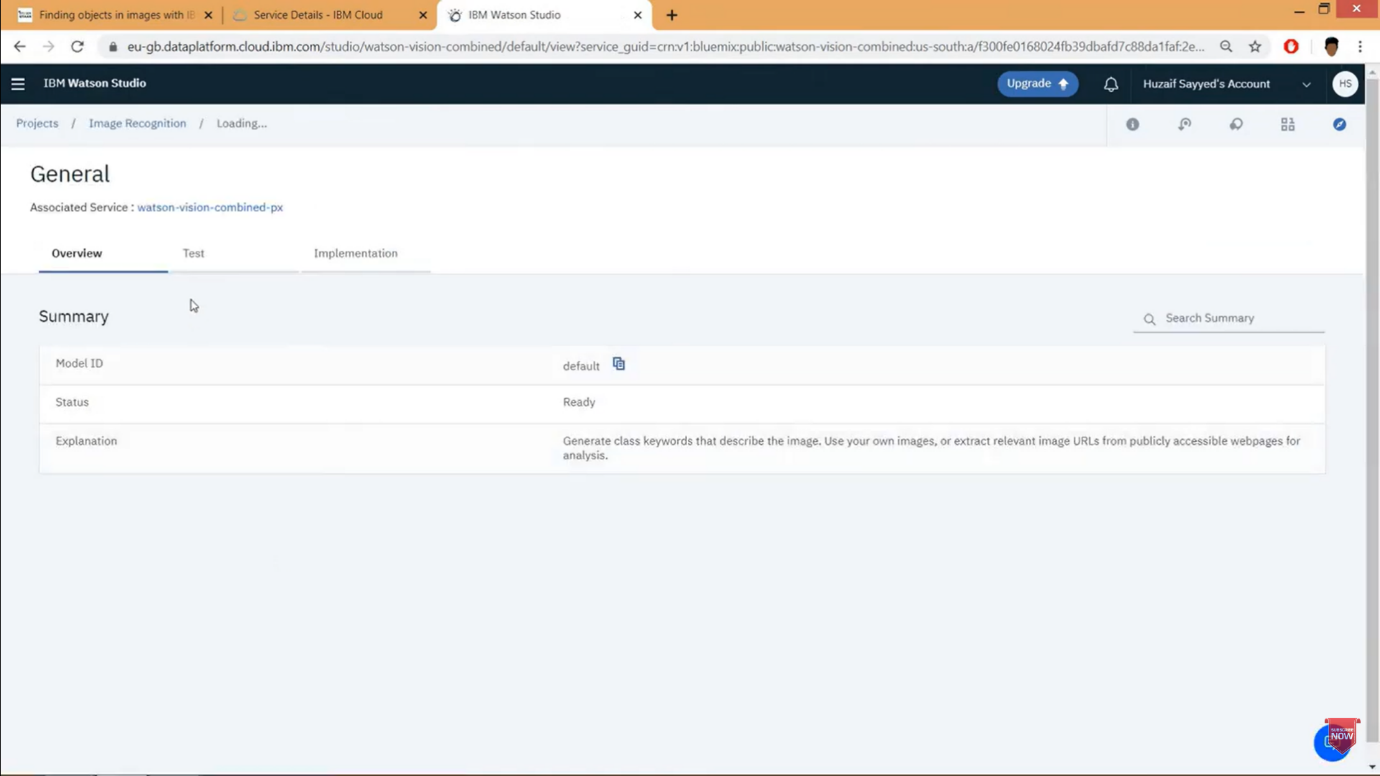 Finding objects in images with IB
Service Details - IBM Cloud
IBM Watson Studio
eu-gb.dataplatform.cloud.ibm.com/studio/watson-vision-combined/default/view?service_guid=crn:v1:bluemix:public:watson-vision-combined:us-south:a/f300fe0168024fb39dbafd7c88da1faf:2e...
IBM Watson Studio
Upgrade
Huzaif Sayyed's Account
HS
Projects / Image Recognition / Loading...
General
Associated Service : watson-vision-combined-px
Overview
Test
Implementation
Summary
Search Summary
Model ID
default
Status
Ready
Explanation
Generate class keywords that describe the image. Use your own images, or extract relevant image URLs from publicly accessible webpages for
analysis.
SUBSCRIBE
NOW